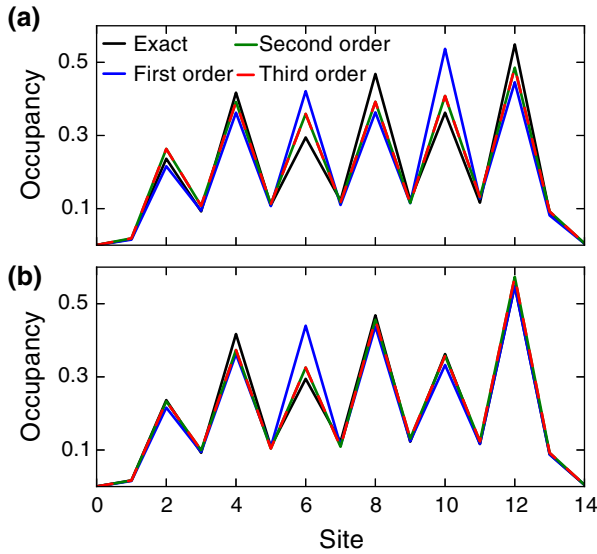 (a)
Exact
Second order
First order
Third order
0.5
0.3
0.1
Occupancy
(b)
0.5
0.3
0.1
Occupancy
0 2 4 6 8 10 12 14
Site